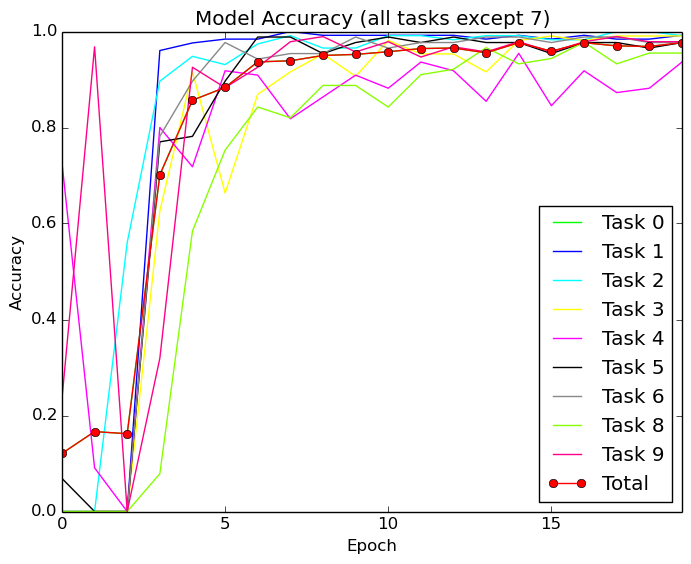 Model Accuracy (all tasks except 7)
1.0
0.8
0.6
0.4
0.2
0.0
Accuracy
0
5
10
15
Epoch
Task 0
Task 1
Task 2
Task 3
Task 4
Task 5
Task 6
Task 8
Task 9
Total